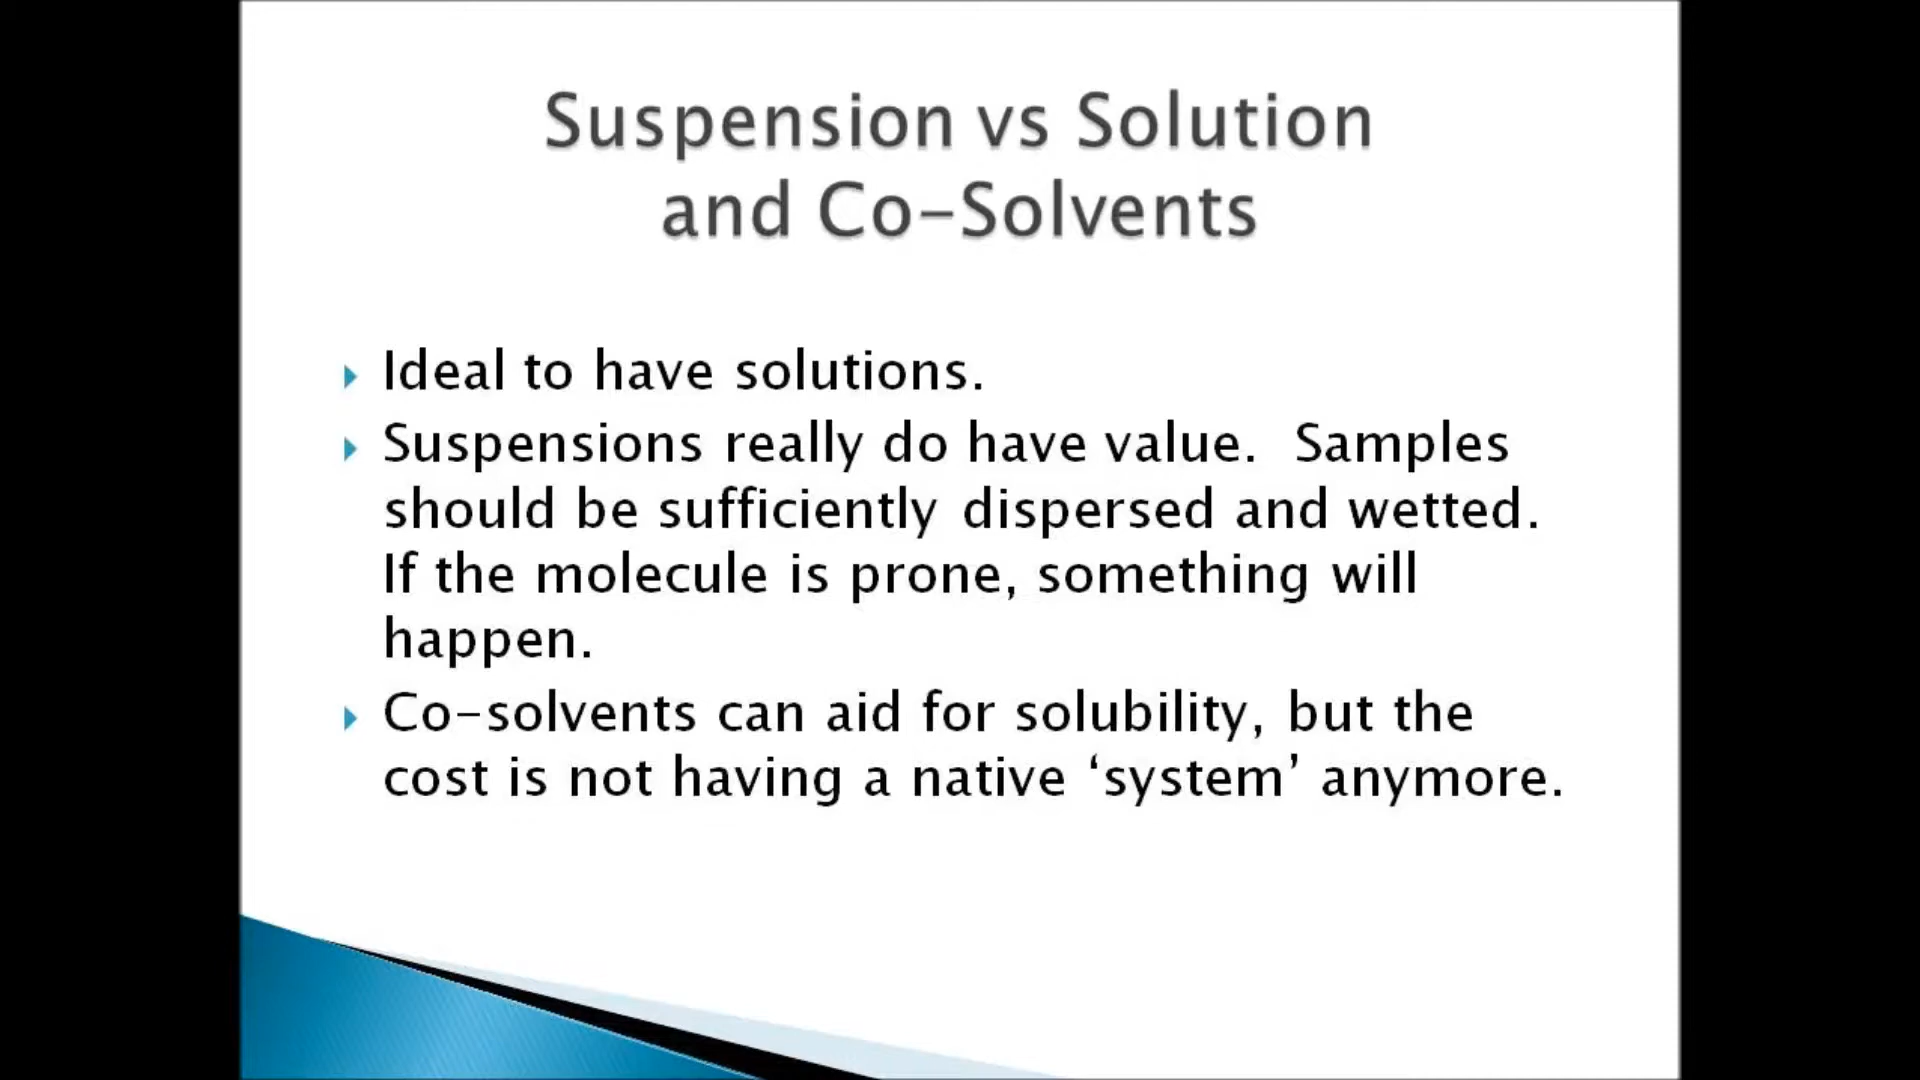 Suspension vs Solution
and Co-Solvents
Ideal to have solutions.
Suspensions really do have value.  Samples
should be sufficiently dispersed and wetted.
If the molecule is prone, something will
happen.
Co-solvents can aid for solubility, but the
cost is not having a native ‘system’ anymore.